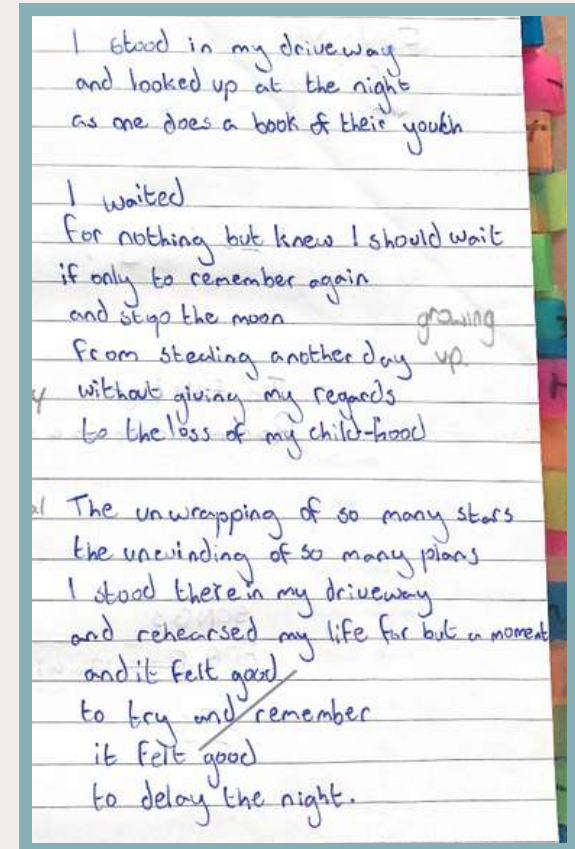 I stood in my driveway
and looked up at the night
as one does a book of their youth
I waited
for nothing but knew I should wait
if only to remember again
and stop the moon
from stealing another day
growing
up.
without giving my regards
to the loss of my child-hood
The unwrapping of so many stars
the unwinding of so many plans
I stood there in my driveway
and rehearsed my life for but a moment
and it felt good
to try and remember
it felt good
to delay the night.